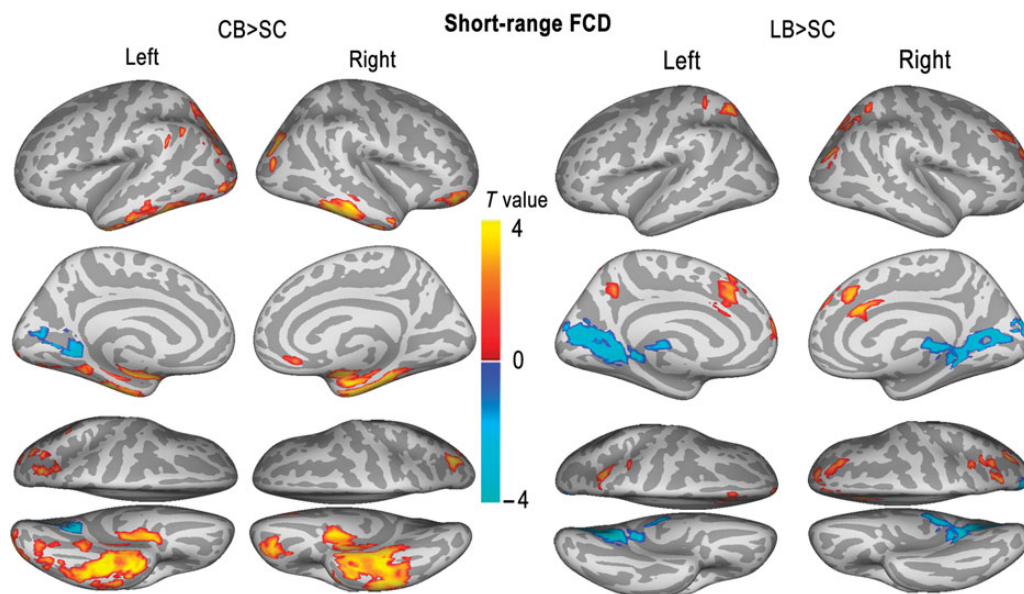 Short-range FCD
CB>SC
LB>SC
Left
Right
Left
Right
T value
4
0
−4